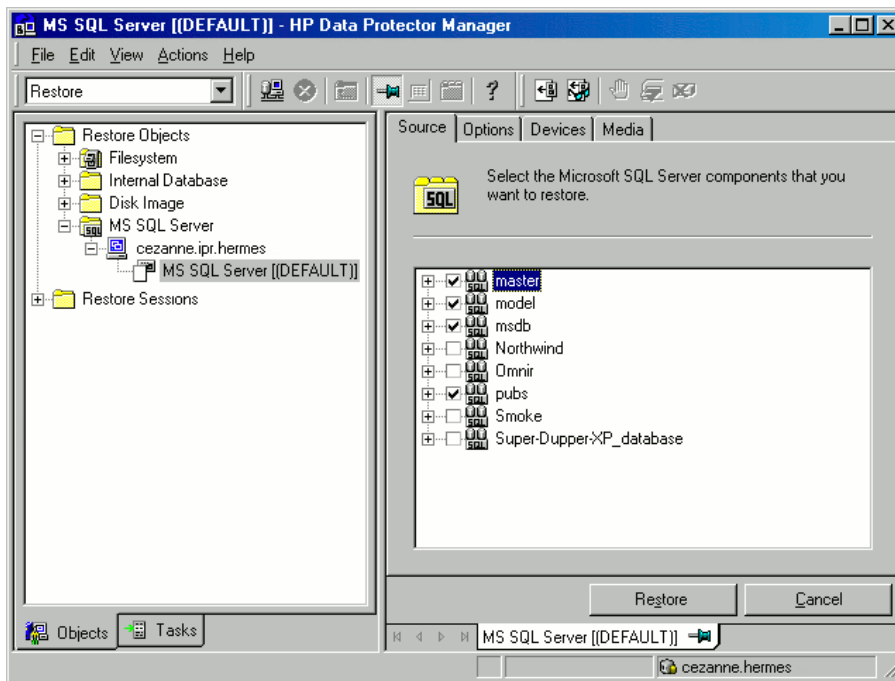 MS SQL Server [(DEFAULT)] - HP Data Protector Manager
File Edit View Actions Help
Restore
Restore Objects
Filesystem
Internal Database
Disk Image
MS SQL Server
cezanne.ipr.hermes
MS SQL Server [(DEFAULT)]
Restore Sessions
Objects Tasks
Source Options Devices Media
SQL
Select the Microsoft SQL Server components that you
want to restore.
master
model
msdb
Northwind
Omnir
pubs
Smoke
Super-Dupper-XP_database
Restore Cancel
MS SQL Server [(DEFAULT)]
cezanne.hermes